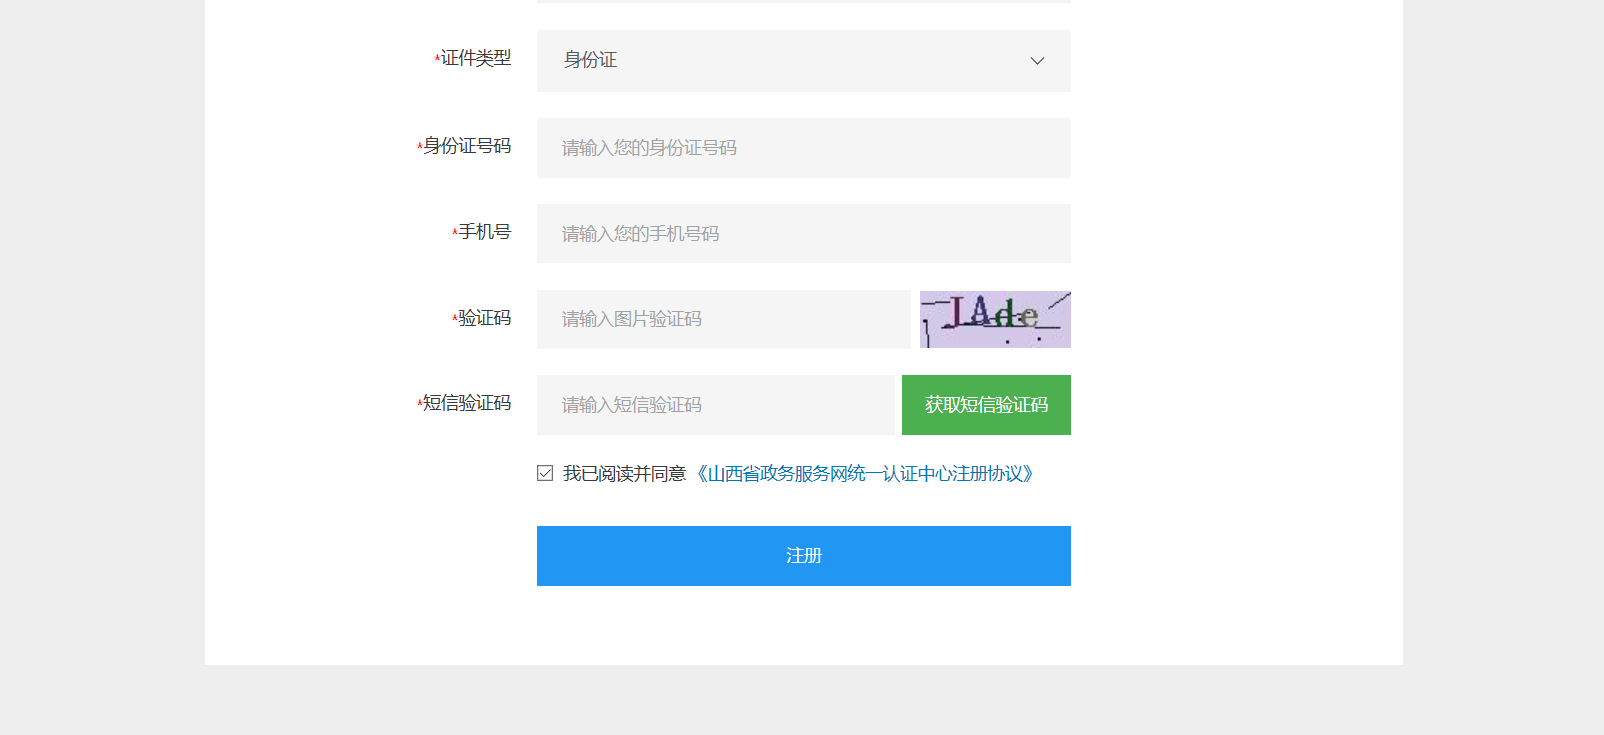 *证件类型 身份证
*身份证号码 请输入您的身份证号码
*手机号 请输入您的手机号码
*验证码 请输入图片验证码 JAde
*短信验证码 请输入短信验证码 获取短信验证码
我已阅读并同意《山西省政务服务网统一认证中心注册协议》
注册